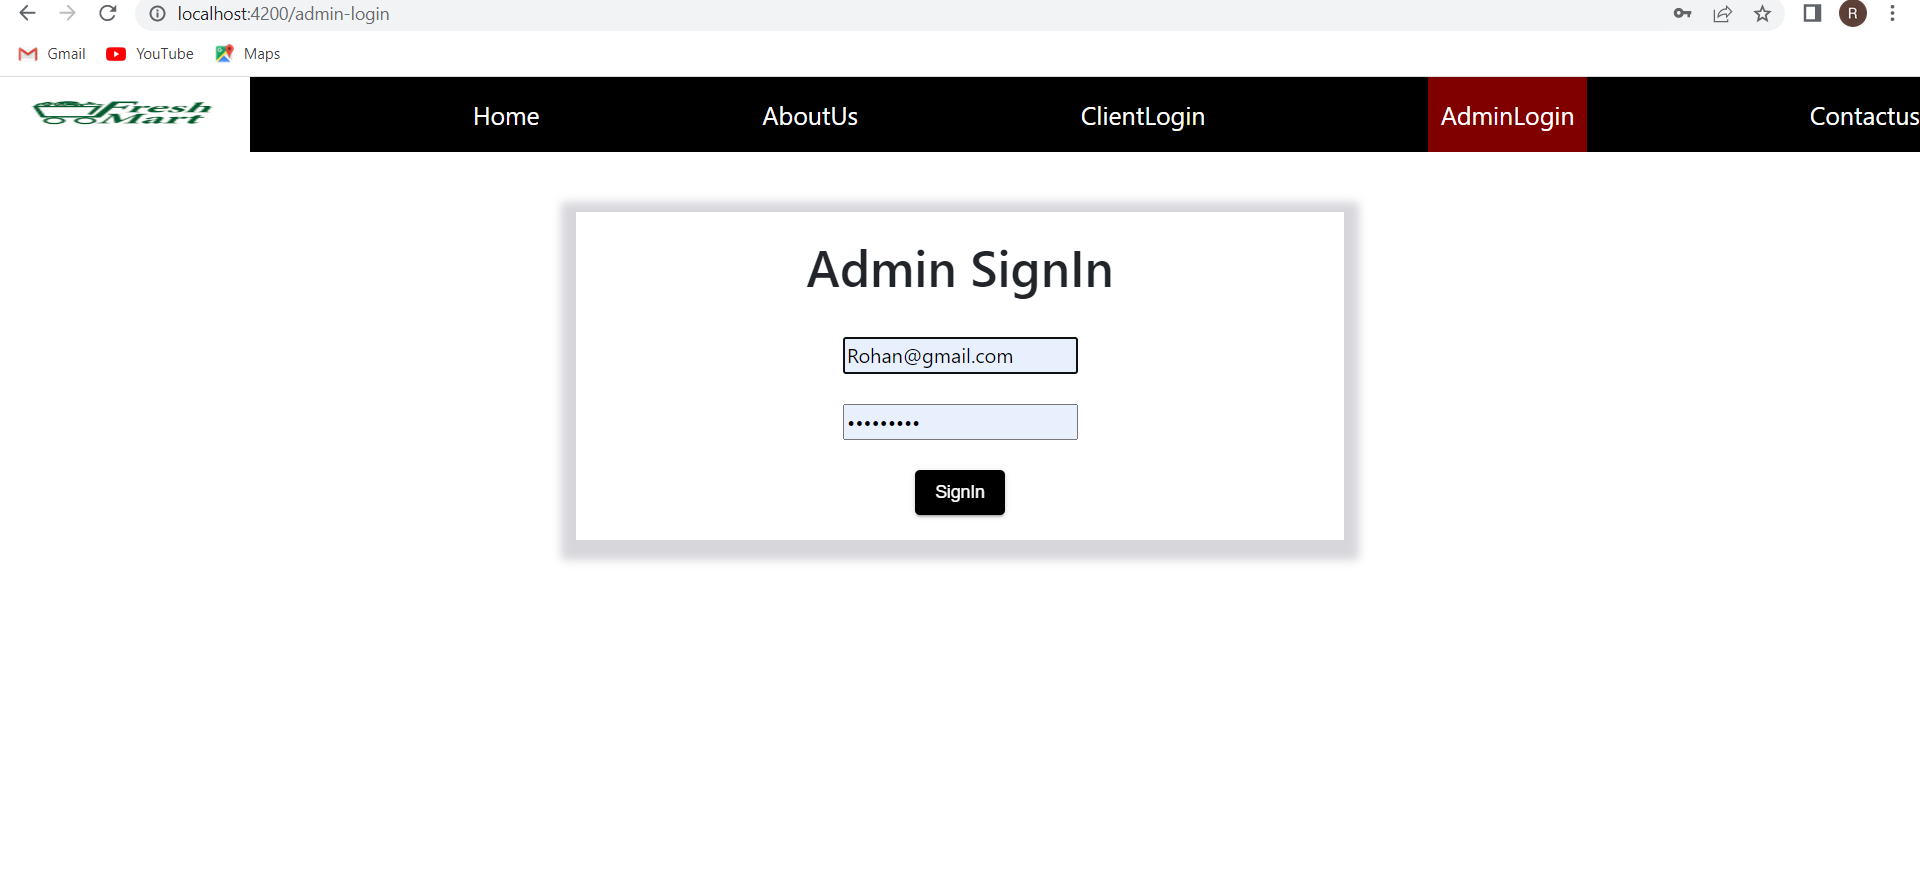 localhost:4200/admin-login
R
Gmail YouTube Maps
Fresh Mart
Home AboutUs ClientLogin AdminLogin Contactus
Admin SignIn
Rohan@gmail.com
•••••••••
SignIn